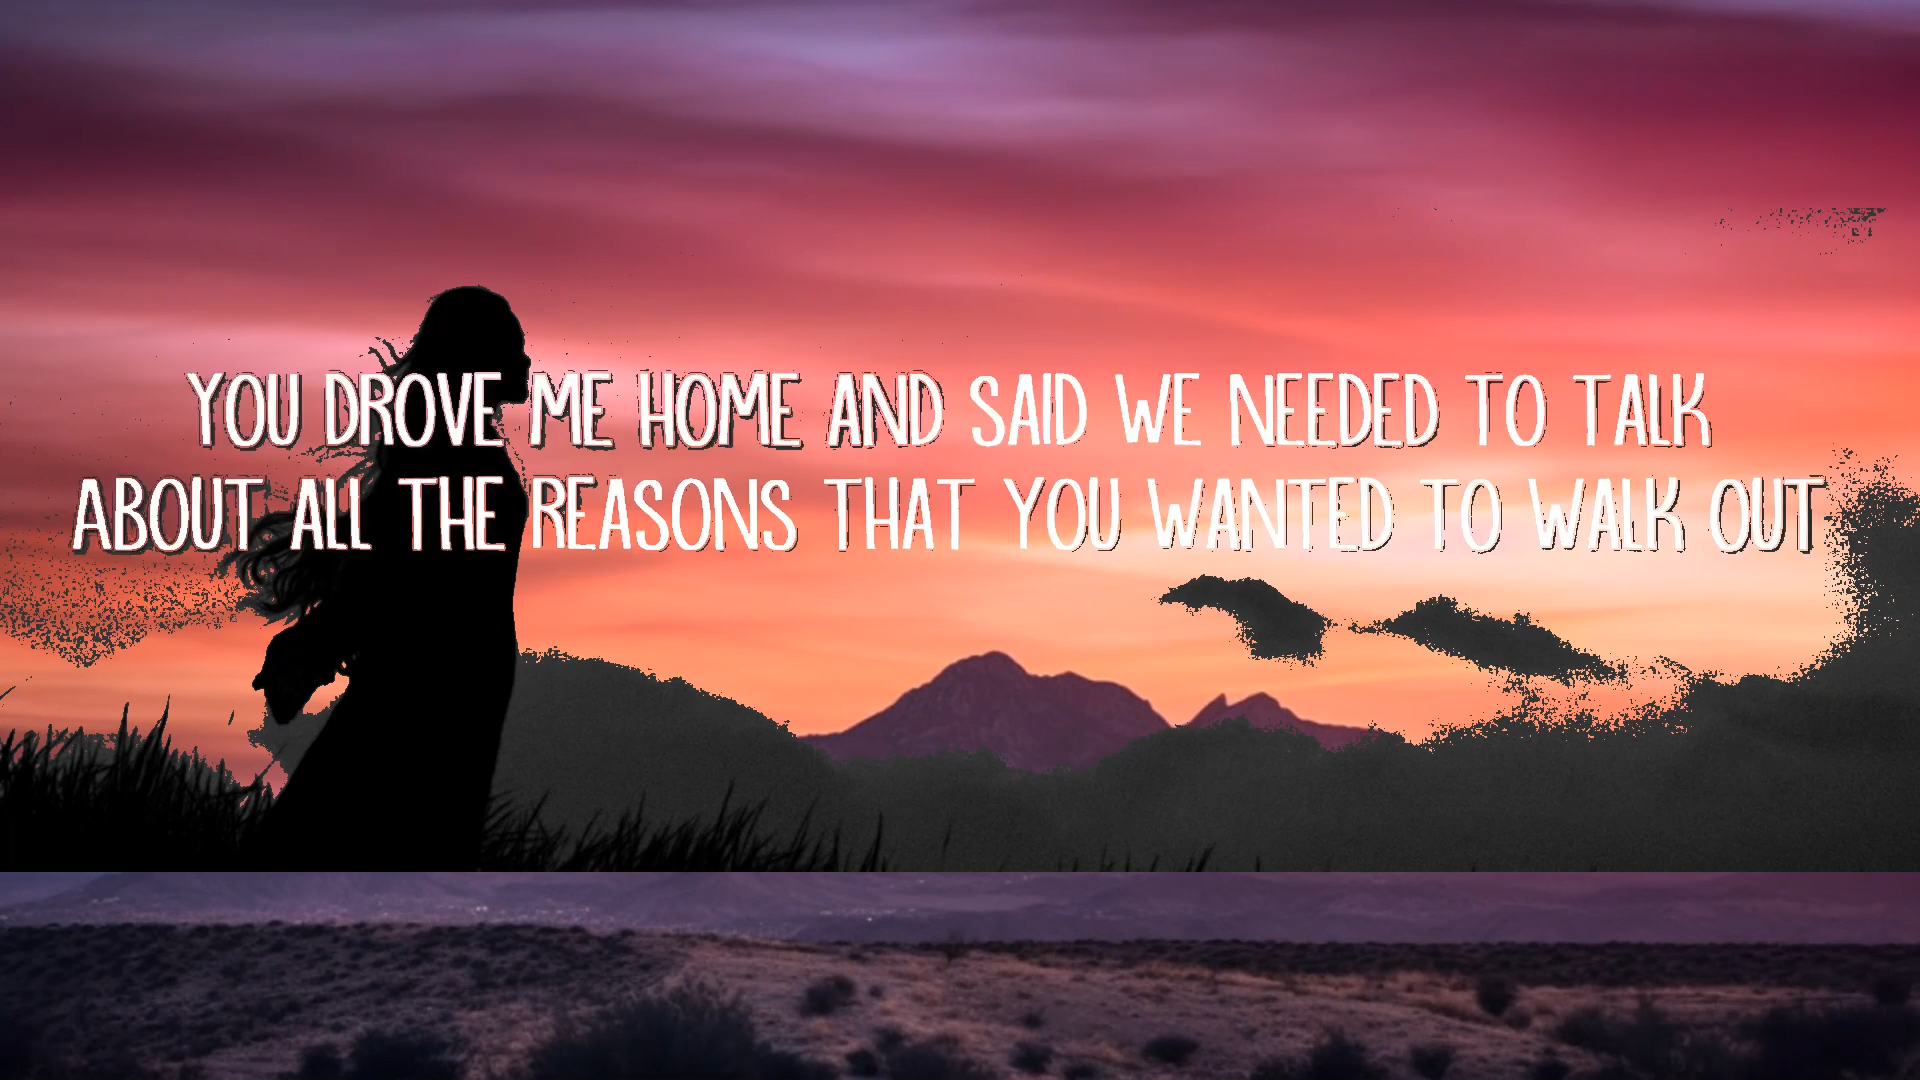 YOU DROVE ME HOME AND SAID WE NEEDED TO TALK
ABOUT ALL THE REASONS THAT YOU WANTED TO WALK OUT